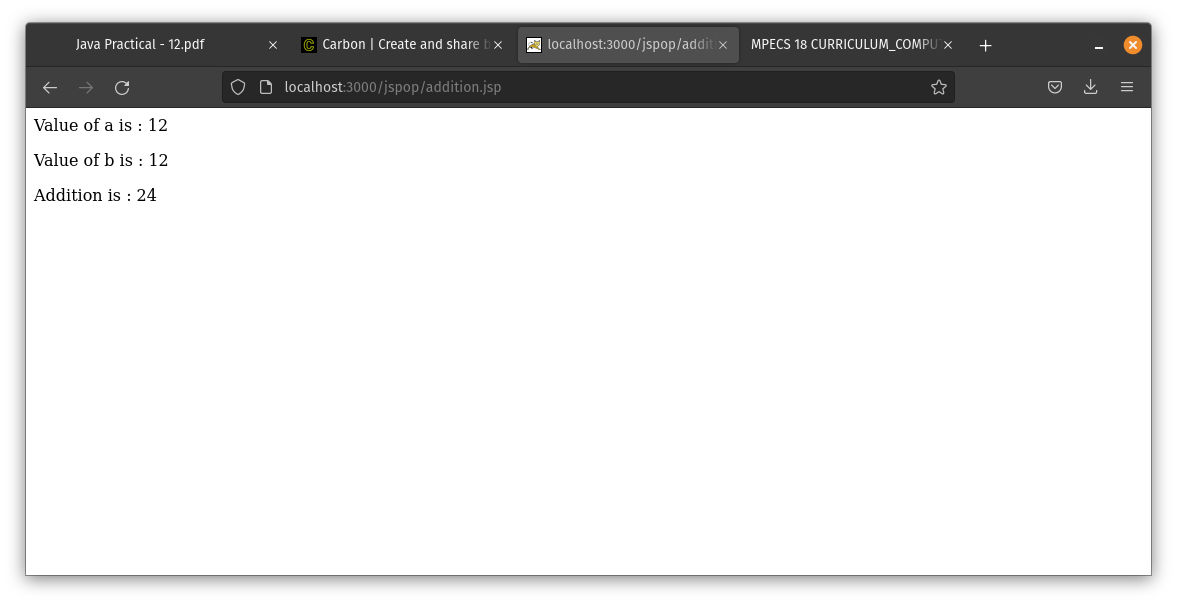 Java Practical - 12.pdf
Carbon | Create and share b
localhost:3000/jspop/addit
MPECS 18 CURRICULUM_COMPU
localhost:3000/jspop/addition.jsp
Value of a is : 12
Value of b is : 12
Addition is : 24